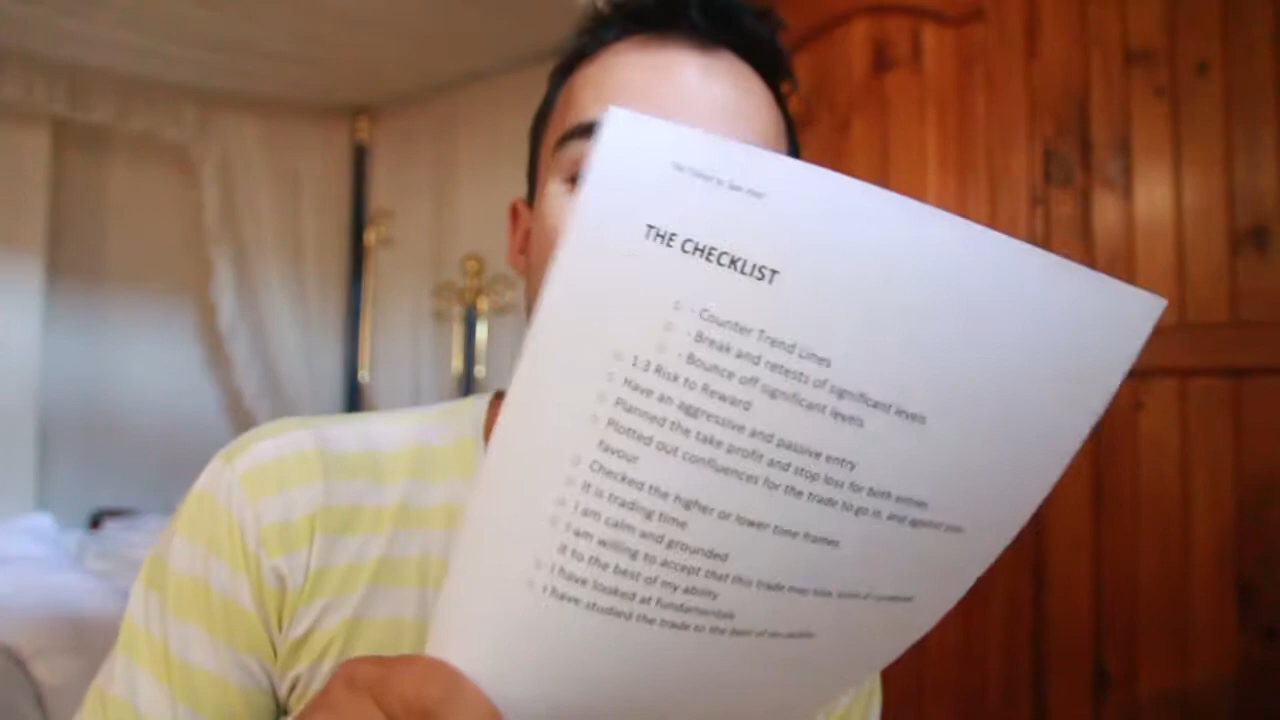 THE CHECKLIST
- Counter Trend Lines
- Break and retests of significant levels
- Bounce off significant levels
1:3 Risk to Reward
Have an aggressive and passive entry
Planned the take profit and stop loss for both entries
Plotted out confluences for the trade to go in, and against
favour
Checked the higher or lower time frames
It is trading time
I am calm and grounded
I am willing to accept that this trade may
it to the best of my ability
I have looked at fundamentals
I have studied the trade to the best of